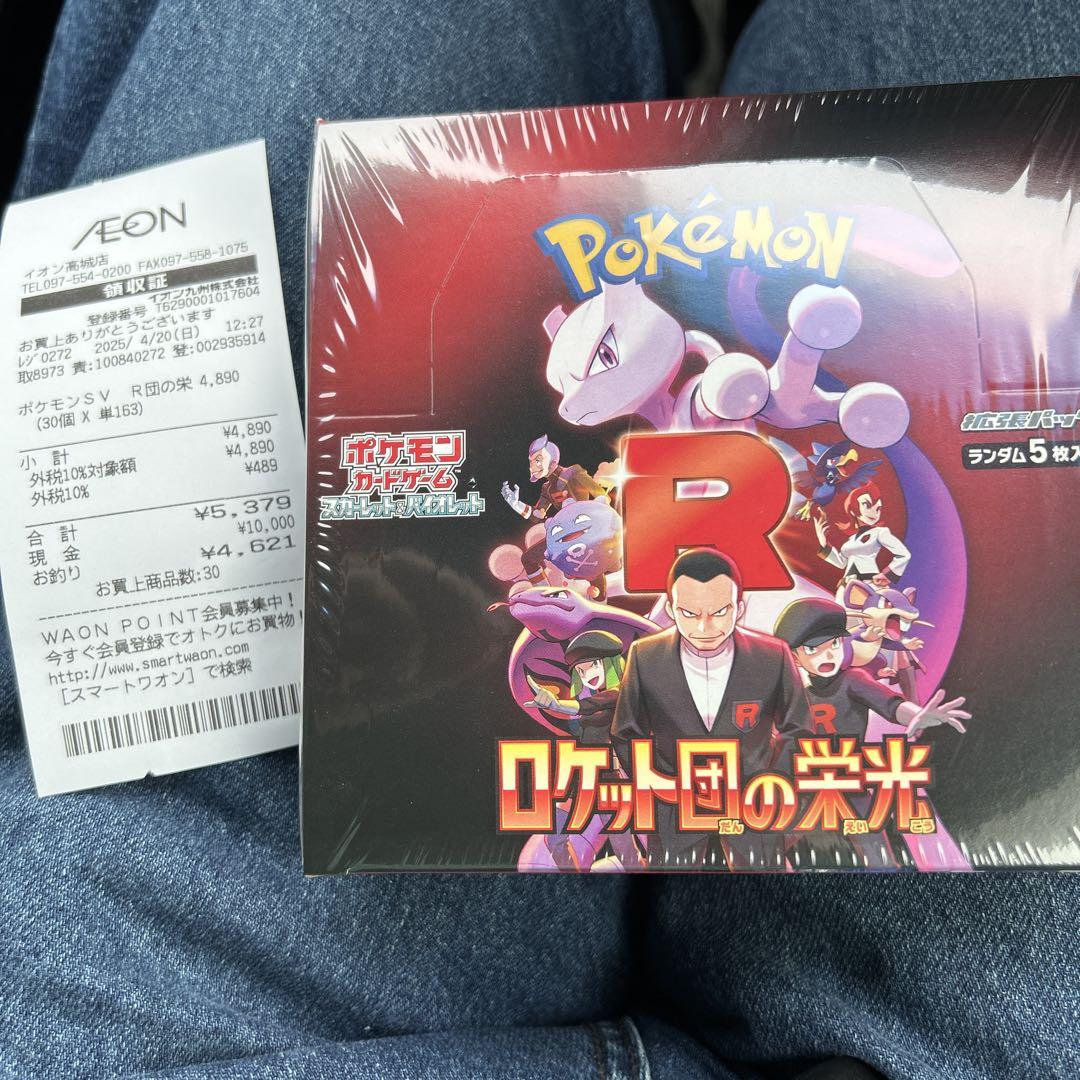 ÆON
イオン高城店
TEL097-554-0200 FAX097-558-1075
領収証
イオン九州株式会社
登録番号 T6290001017604
お買上ありがとうございます
ﾚｼﾞ0272 2025/ 4/20(日) 12:27
取8973 責:100840272 登:002935914
ポケモンSV R団の栄 4,890
(30個 X 単163)
小 計 ¥4,890
外税10%対象額 ¥4,890
外税10% ¥489
合 計 ¥5,379
現 金 ¥10,000
お釣り ¥4,621
お買上商品数:30
WAON POINT会員募集中!
今すぐ会員登録でオトクにお買物!
http://www.smartwaon.com
[スマートワオン] で検索
POKéMON
拡張パッ
ランダム5枚入
ポケモン
カードゲーム
スカーレット&バイオレット
R
R
R
ロケット団の栄光
だん えい こう